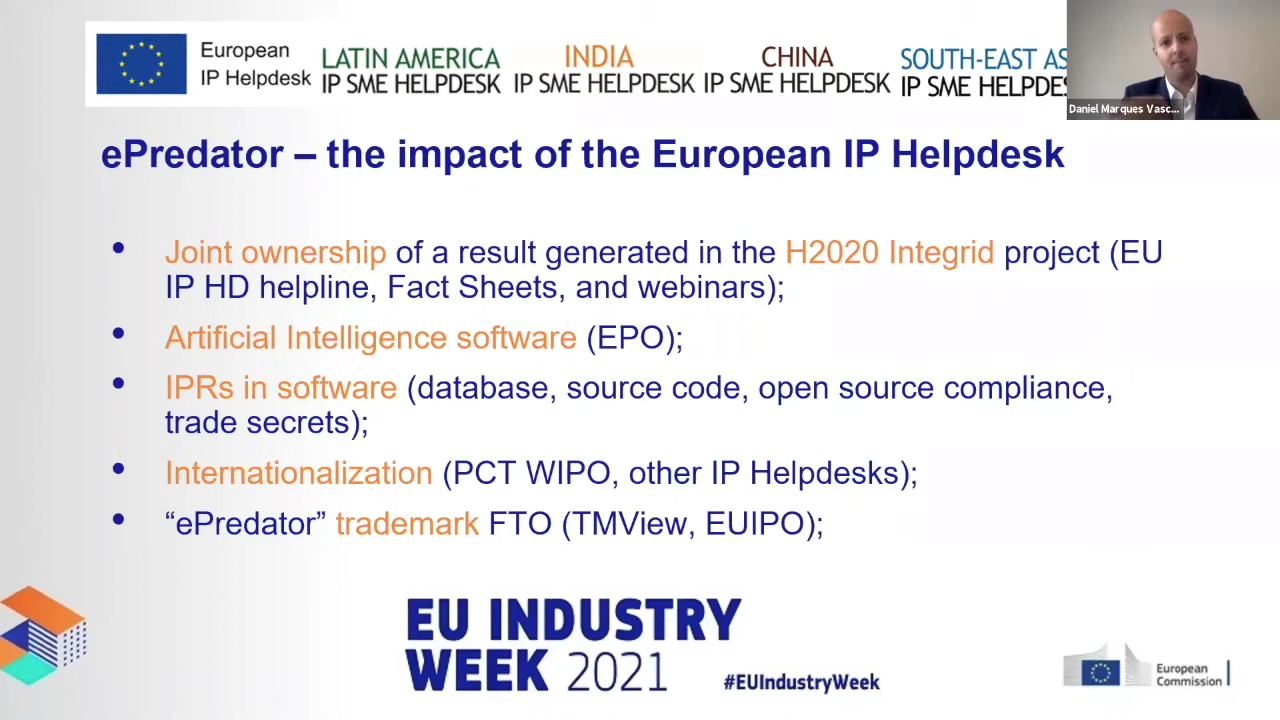 European
IP Helpdesk
LATIN AMERICA
IP SME HELPDESK
INDIA
IP SME HELPDESK
CHINA
IP SME HELPDESK
SOUTH-EAST AS
IP SME HELPDES
Daniel Marques Vasc...
ePredator – the impact of the European IP Helpdesk
• Joint ownership of a result generated in the H2020 Integrid project (EU
IP HD helpline, Fact Sheets, and webinars);
• Artificial Intelligence software (EPO);
• IPRs in software (database, source code, open source compliance,
trade secrets);
• Internationalization (PCT WIPO, other IP Helpdesks);
• “ePredator” trademark FTO (TMView, EUIPO);
EU INDUSTRY
WEEK 2021
#EUIndustryWeek
European
Commission